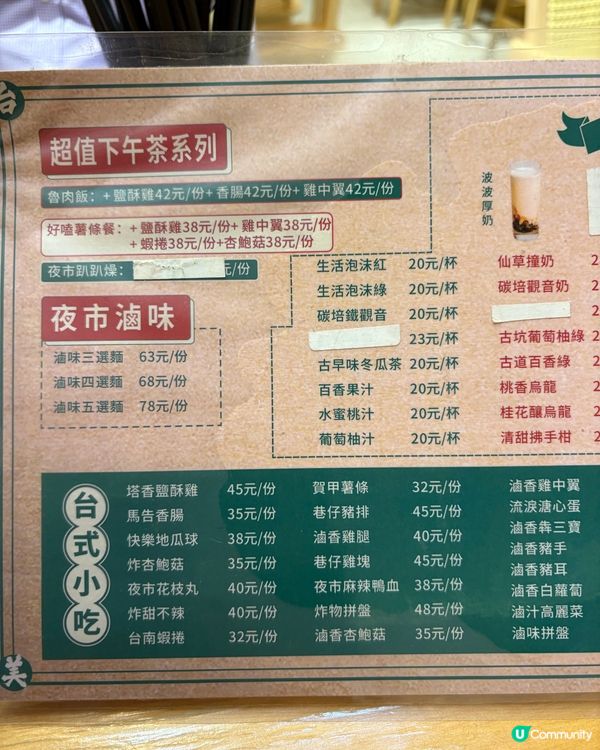 台
超值下午茶系列
魯肉飯：+鹽酥雞42元/份+香腸42元/份+雞中翼42元/份
好嗑薯條餐：+鹽酥雞38元/份+雞中翼38元/份
+蝦捲38元/份+杏鮑菇38元/份
夜市趴趴燥：
元/份
夜市滷味
滷味三選麵 63元/份
滷味四選麵 68元/份
滷味五選麵 78元/份
波波厚奶
生活泡沫紅 20元/杯
生活泡沫綠 20元/杯
碳培鐵觀音 20元/杯
23元/杯
古早味冬瓜茶 20元/杯
百香果汁 20元/杯
水蜜桃汁 20元/杯
葡萄柚汁 20元/杯
仙草撞奶 2
碳培觀音奶 2
2
古坑葡萄柚綠 2
古道百香綠 2
桃香烏龍 2
桂花釀烏龍 2
清甜拂手柑 2
台式小吃
塔香鹽酥雞 45元/份
馬告香腸 35元/份
快樂地瓜球 38元/份
炸杏鮑菇 35元/份
夜市花枝丸 40元/份
炸甜不辣 40元/份
台南蝦捲 32元/份
賀甲薯條 32元/份
巷仔豬排 45元/份
滷香雞腿 40元/份
巷仔雞塊 45元/份
夜市麻辣鴨血 38元/份
炸物拼盤 48元/份
滷香杏鮑菇 35元/份
滷香雞中翼
流淚溏心蛋
滷香犇三寶
滷香豬手
滷香豬耳
滷香白蘿蔔
滷汁高麗菜
滷味拼盤
美
U Community